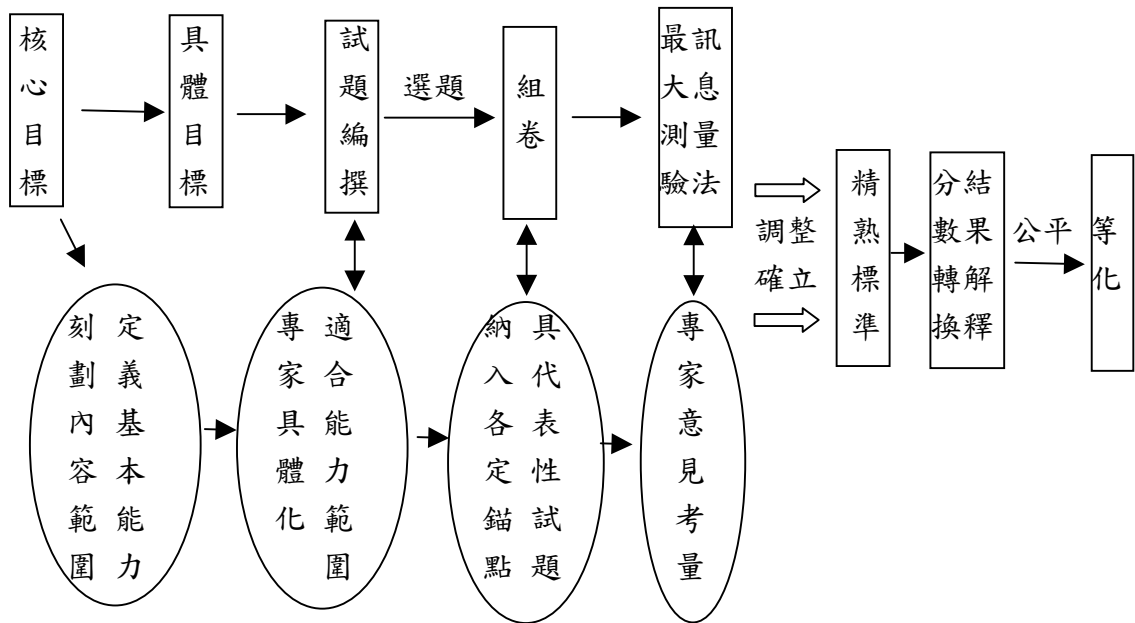 核心目標
具體目標
試題編撰
選題
組卷
最大測驗
訊息量法
調整
確立
精熟標準
分數轉換
結果解釋
公平
等化
刻劃內容範圍
定義基本能力
專家具體化
適合能力範圍
納入各定錨點
具代表性試題
專家意見考量